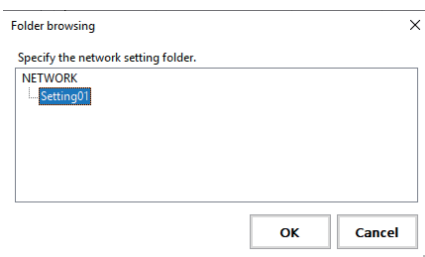 Folder browsing
Specify the network setting folder.
NETWORK
Setting01
OK Cancel